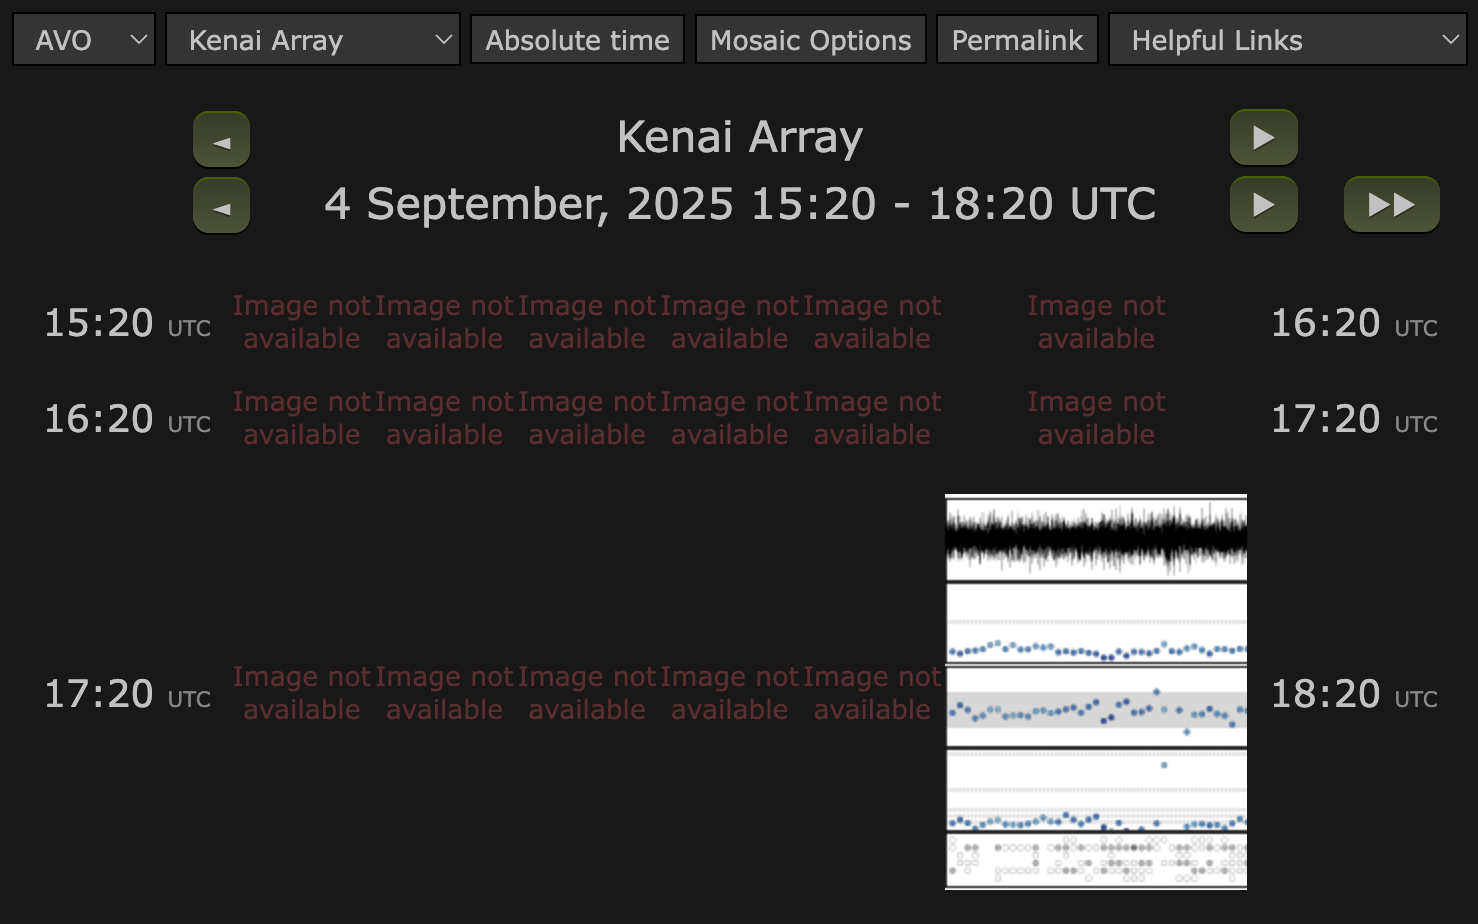 AVO Kenai Array Absolute time Mosaic Options Permalink Helpful Links
Kenai Array
4 September, 2025 15:20 - 18:20 UTC
15:20 UTC Image not available Image not available Image not available Image not available Image not available Image not available 16:20 UTC
16:20 UTC Image not available Image not available Image not available Image not available Image not available Image not available 17:20 UTC
17:20 UTC Image not available Image not available Image not available Image not available Image not available 18:20 UTC